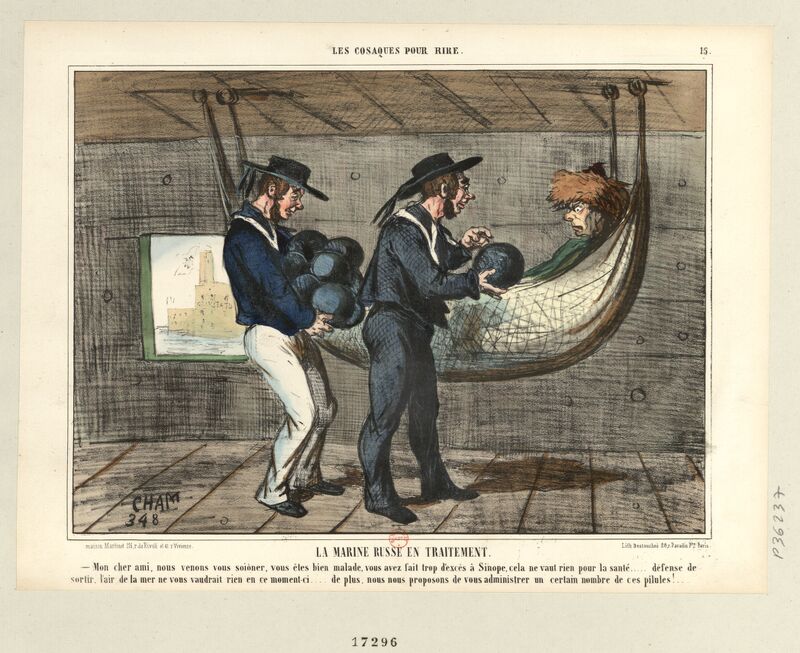 LES COSAQUES POUR RIRE.
15.
CRONSTADT
CHAM
348
maison Martinet 174, r. de Rivoli et 41 r Vivienne.
Lith. Destouches 28, r. Paradis Pre. Paris.
LA MARINE RUSSE EN TRAITEMENT.
— Mon cher ami, nous venons vous soigner, vous êtes bien malade, vous avez fait trop d'excés à Sinope, cela ne vaut rien pour la santé..... défense de
sortir, l'air de la mer ne vous vaudrait rien en ce moment-ci.... de plus, nous nous proposons de vous administrer un certain nombre de ces pilules!....
P36237
17296